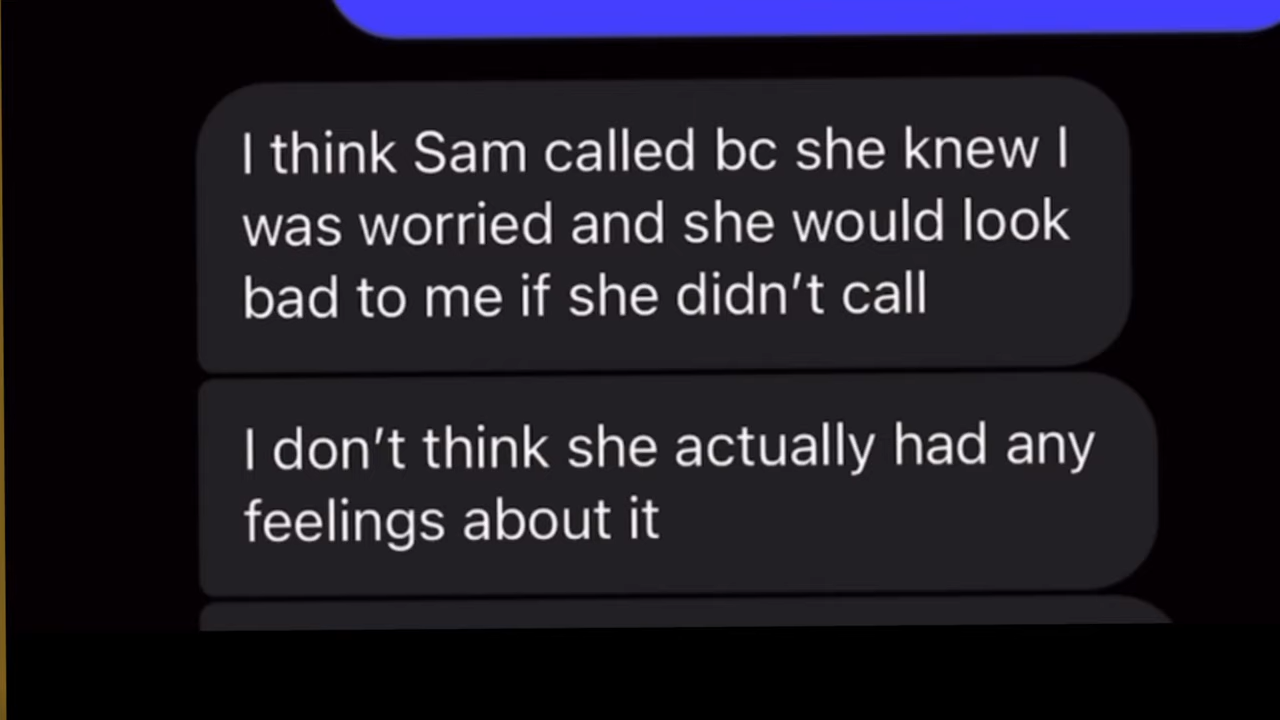 I think Sam called bc she knew I
was worried and she would look
bad to me if she didn’t call
I don’t think she actually had any
feelings about it